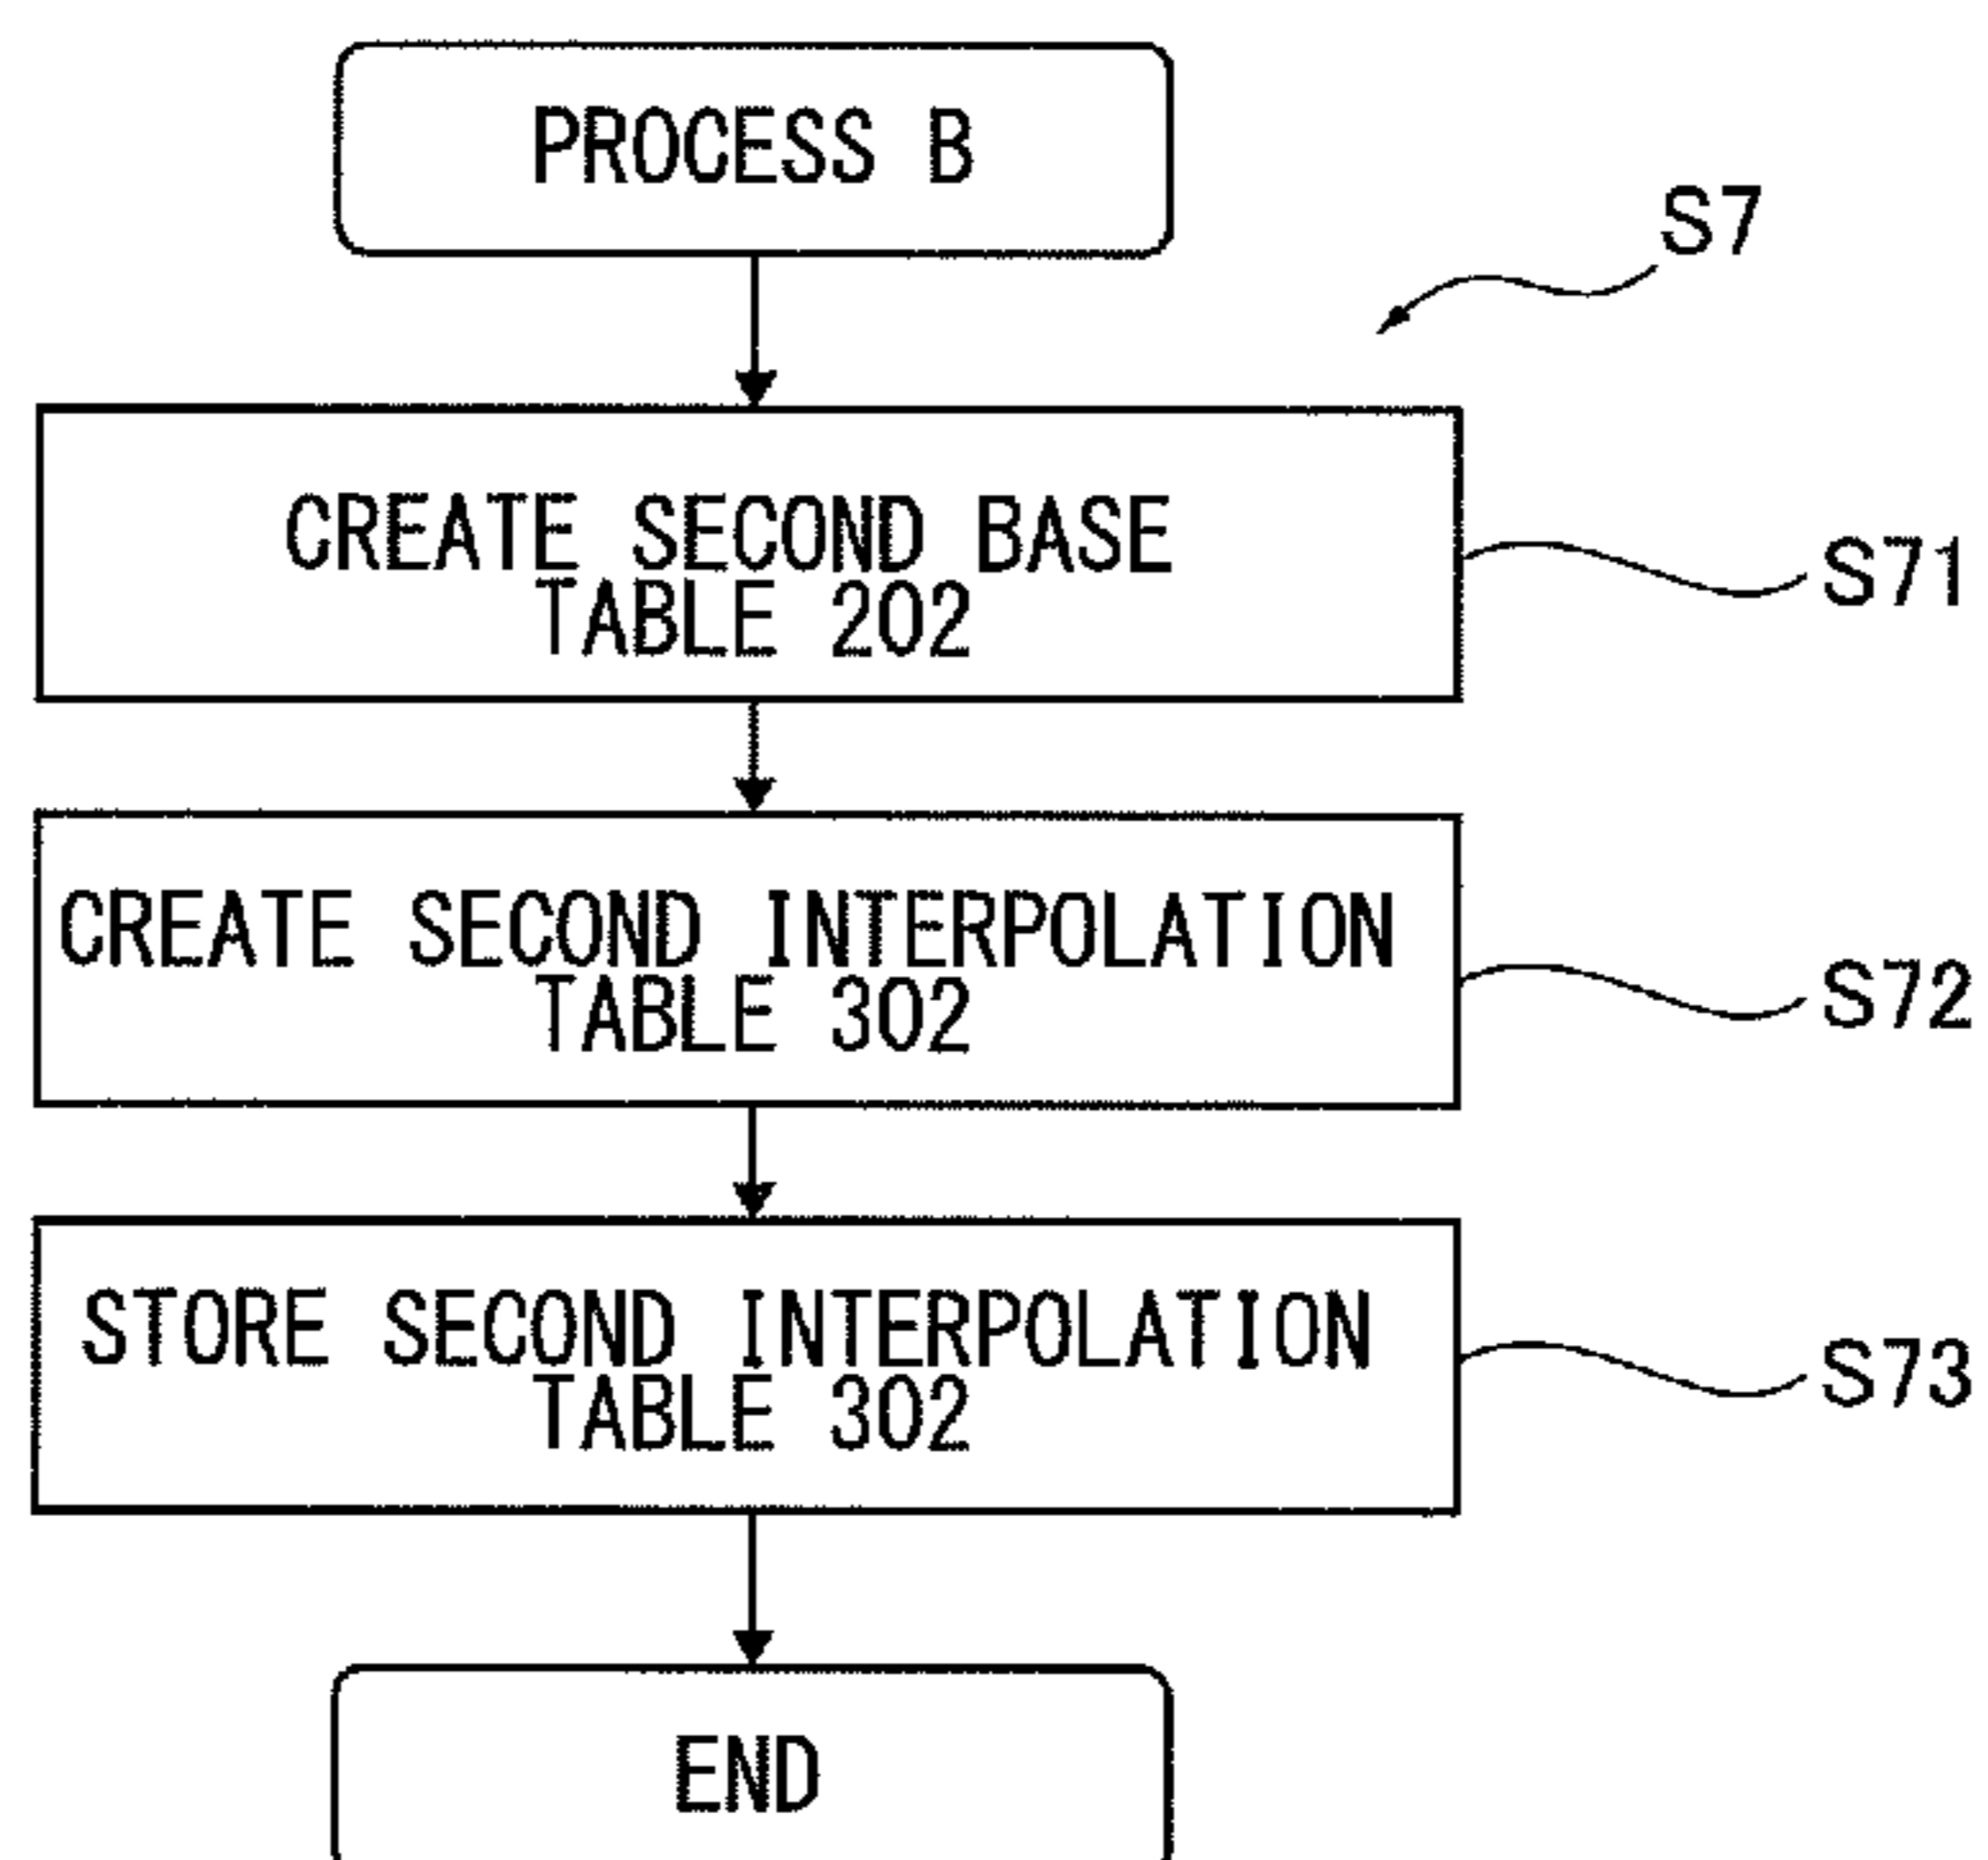 PROCESS B
S7
CREATE SECOND BASE
TABLE 202
S71
CREATE SECOND INTERPOLATION
TABLE 302
S72
STORE SECOND INTERPOLATION
TABLE 302
S73
END